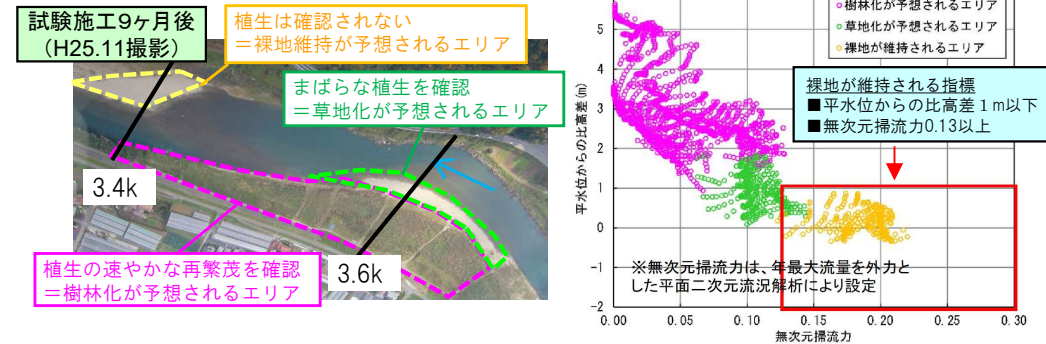 試験施工9ヶ月後
（H25.11撮影）
植生は確認されない
＝裸地維持が予想されるエリア
まばらな植生を確認
＝草地化が予想されるエリア
3.4k
3.6k
植生の速やかな再繁茂を確認
＝樹林化が予想されるエリア
樹林化が予想されるエリア
草地化が予想されるエリア
裸地が維持されるエリア
裸地が維持される指標
■平水位からの比高差１ｍ以下
■無次元掃流力0.13以上
平水位からの比高差(m)
5
4
3
2
1
0
−1
−2
※無次元掃流力は、年最大流量を外力と
した平面二次元流況解析により設定
0.00 0.05 0.10 0.15 0.20 0.25 0.30
無次元掃流力